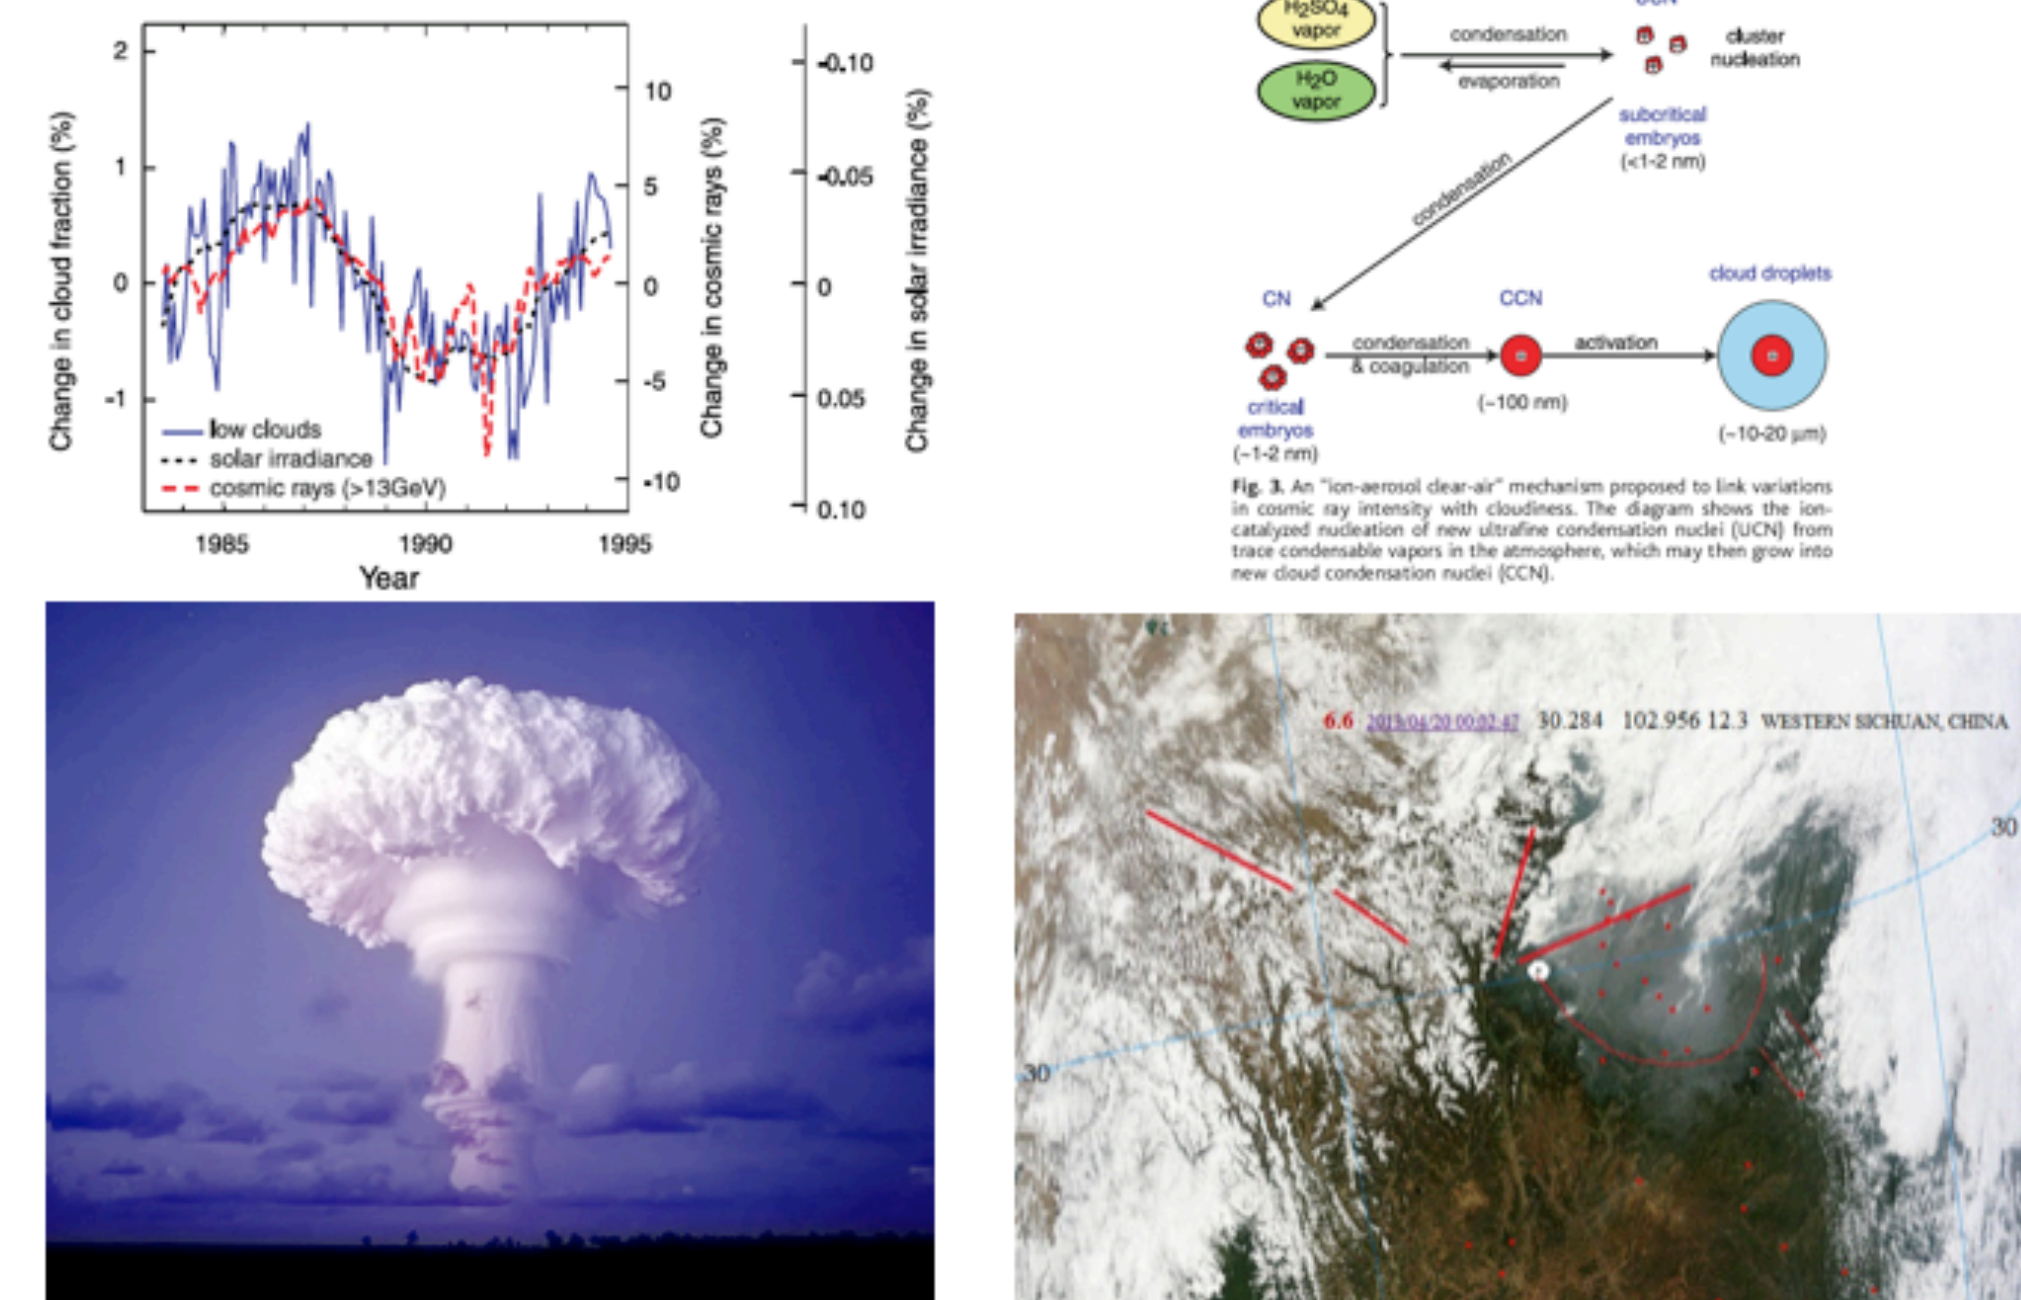 2
1
0
-1
Change in cloud fraction (%)
10
5
0
-5
-10
Change in cosmic rays (%)
-0.10
-0.05
0
0.05
0.10
Change in solar irradiance (%)
low clouds
solar irradiance
cosmic rays (>13GeV)
1985 1990 1995
Year
H2SO4
vapor
H2O
vapor
condensation
evaporation
cluster
nucleation
subcritical
embryos
(<1-2 nm)
condensation
CN
critical
embryos
(~1-2 nm)
condensation
& coagulation
CCN
(~100 nm)
activation
cloud droplets
(~10-20 µm)
Fig. 3. An "ion-aerosol clear-air" mechanism proposed to link variations
in cosmic ray intensity with cloudiness. The diagram shows the ion-
catalyzed nucleation of new ultrafine condensation nuclei (UCN) from
trace condensable vapors in the atmosphere, which may then grow into
new cloud condensation nuclei (CCN).
6.6 2013/04/20 00:02:47 30.284 102.956 12.3 WESTERN SICHUAN, CHINA
30
30